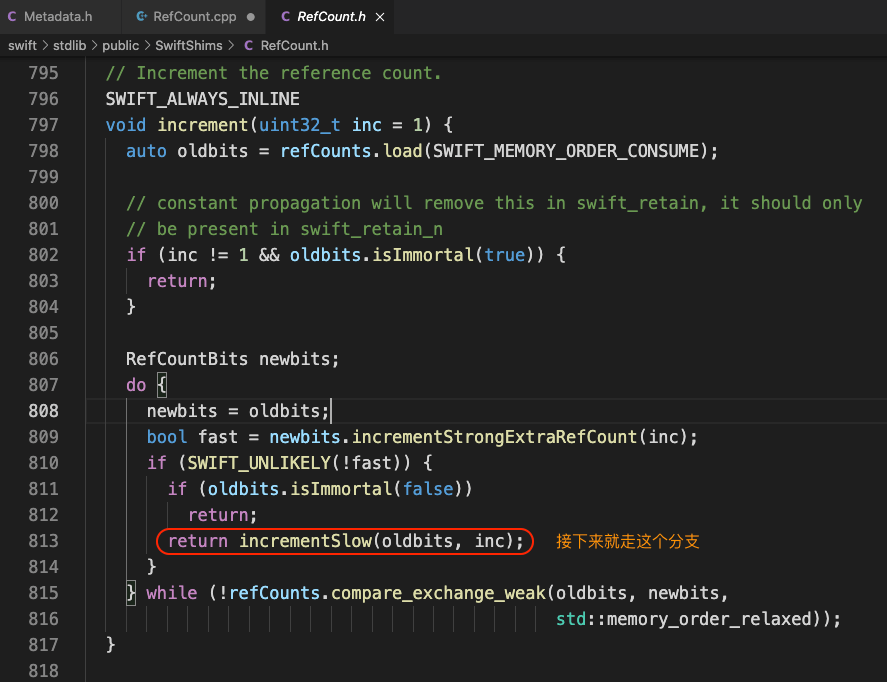 C Metadata.h C+ RefCount.cpp ● C RefCount.h ×
swift > stdlib > public > SwiftShims > C RefCount.h
795 // Increment the reference count.
796 SWIFT_ALWAYS_INLINE
797 void increment(uint32_t inc = 1) {
798 auto oldbits = refCounts.load(SWIFT_MEMORY_ORDER_CONSUME);
799
800 // constant propagation will remove this in swift_retain, it should only
801 // be present in swift_retain_n
802 if (inc != 1 && oldbits.isImmortal(true)) {
803 return;
804 }
805
806 RefCountBits newbits;
807 do {
808 newbits = oldbits;
809 bool fast = newbits.incrementStrongExtraRefCount(inc);
810 if (SWIFT_UNLIKELY(!fast)) {
811 if (oldbits.isImmortal(false))
812 return;
813 return incrementSlow(oldbits, inc); 接下来就走这个分支
814 }
815 } while (!refCounts.compare_exchange_weak(oldbits, newbits,
816 std::memory_order_relaxed));
817 }
818